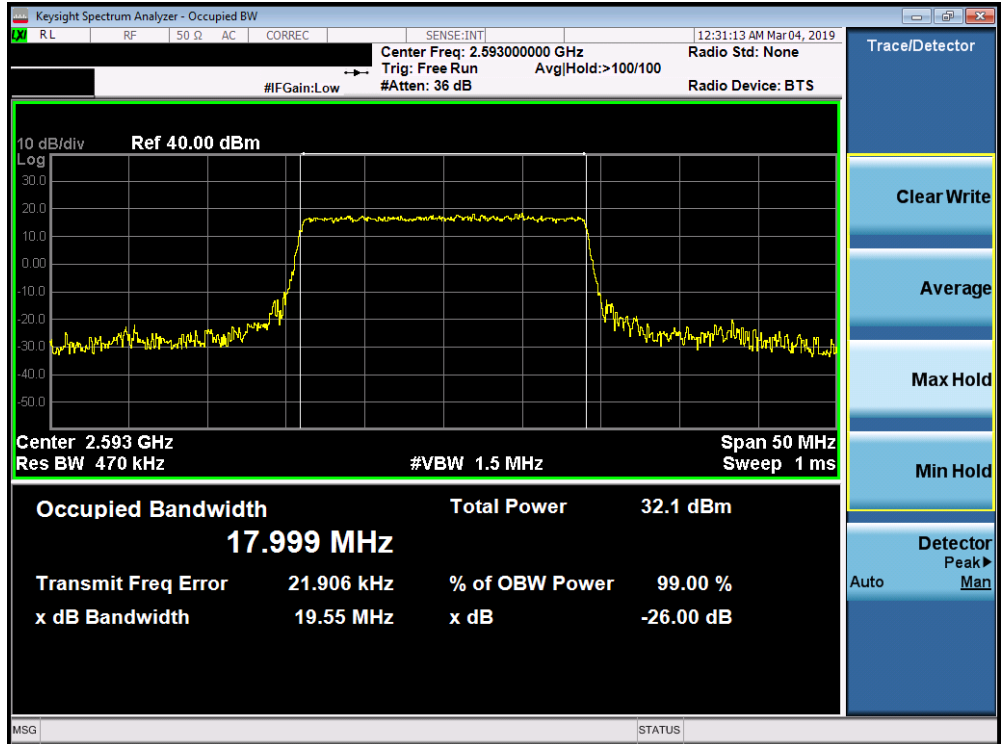 Keysight Spectrum Analyzer - Occupied BW
LXI RL RF 50 Ω AC CORREC SENSE:INT 12:31:13 AM Mar 04, 2019
Center Freq: 2.593000000 GHz Radio Std: None
Trig: Free Run Avg|Hold:>100/100
#IFGain:Low #Atten: 36 dB Radio Device: BTS
10 dB/div Ref 40.00 dBm
Log
30.0
20.0
10.0
0.00
-10.0
-20.0
-30.0
-40.0
-50.0
Center 2.593 GHz Span 50 MHz
Res BW 470 kHz #VBW 1.5 MHz Sweep 1 ms
Occupied Bandwidth Total Power 32.1 dBm
17.999 MHz
Transmit Freq Error 21.906 kHz % of OBW Power 99.00 %
x dB Bandwidth 19.55 MHz x dB -26.00 dB
MSG STATUS
Trace/Detector
Clear Write
Average
Max Hold
Min Hold
Detector
Peak▶
Auto Man